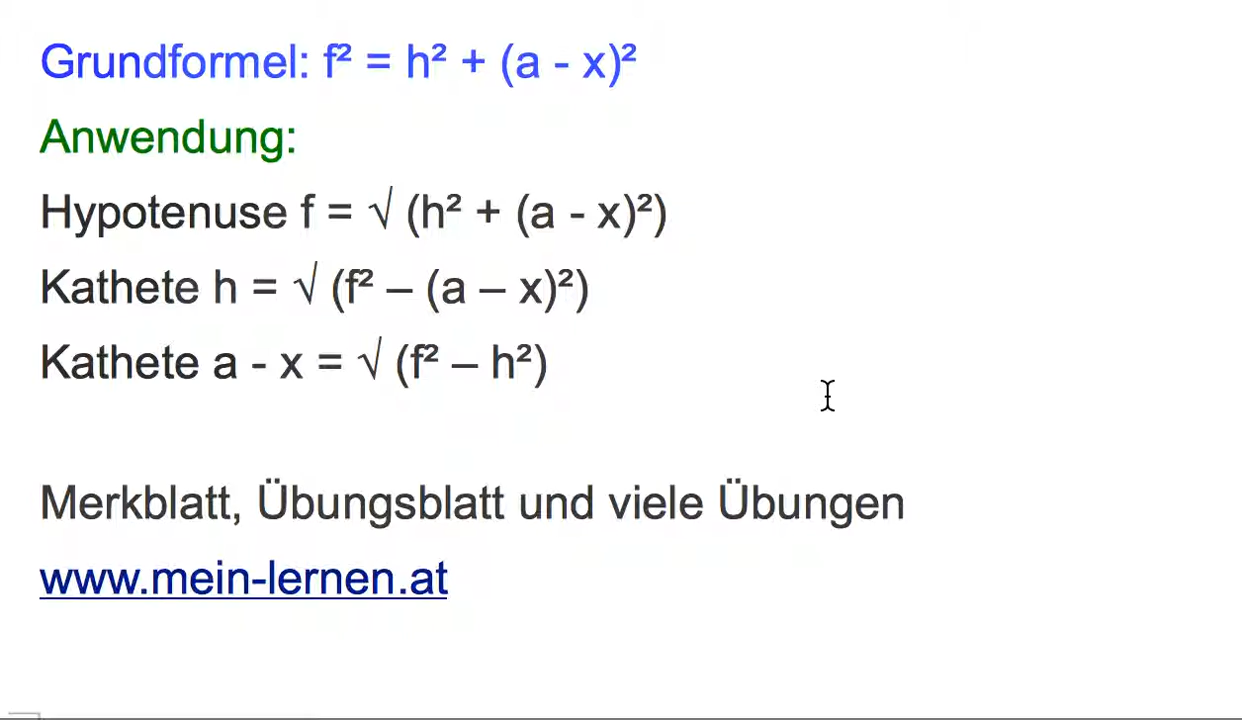 Grundformel: f² = h² + (a - x)²
Anwendung:
Hypotenuse f = √ (h² + (a - x)²)
Kathete h = √ (f² – (a – x)²)
Kathete a - x = √ (f² – h²)
Merkblatt, Übungsblatt und viele Übungen
www.mein-lernen.at